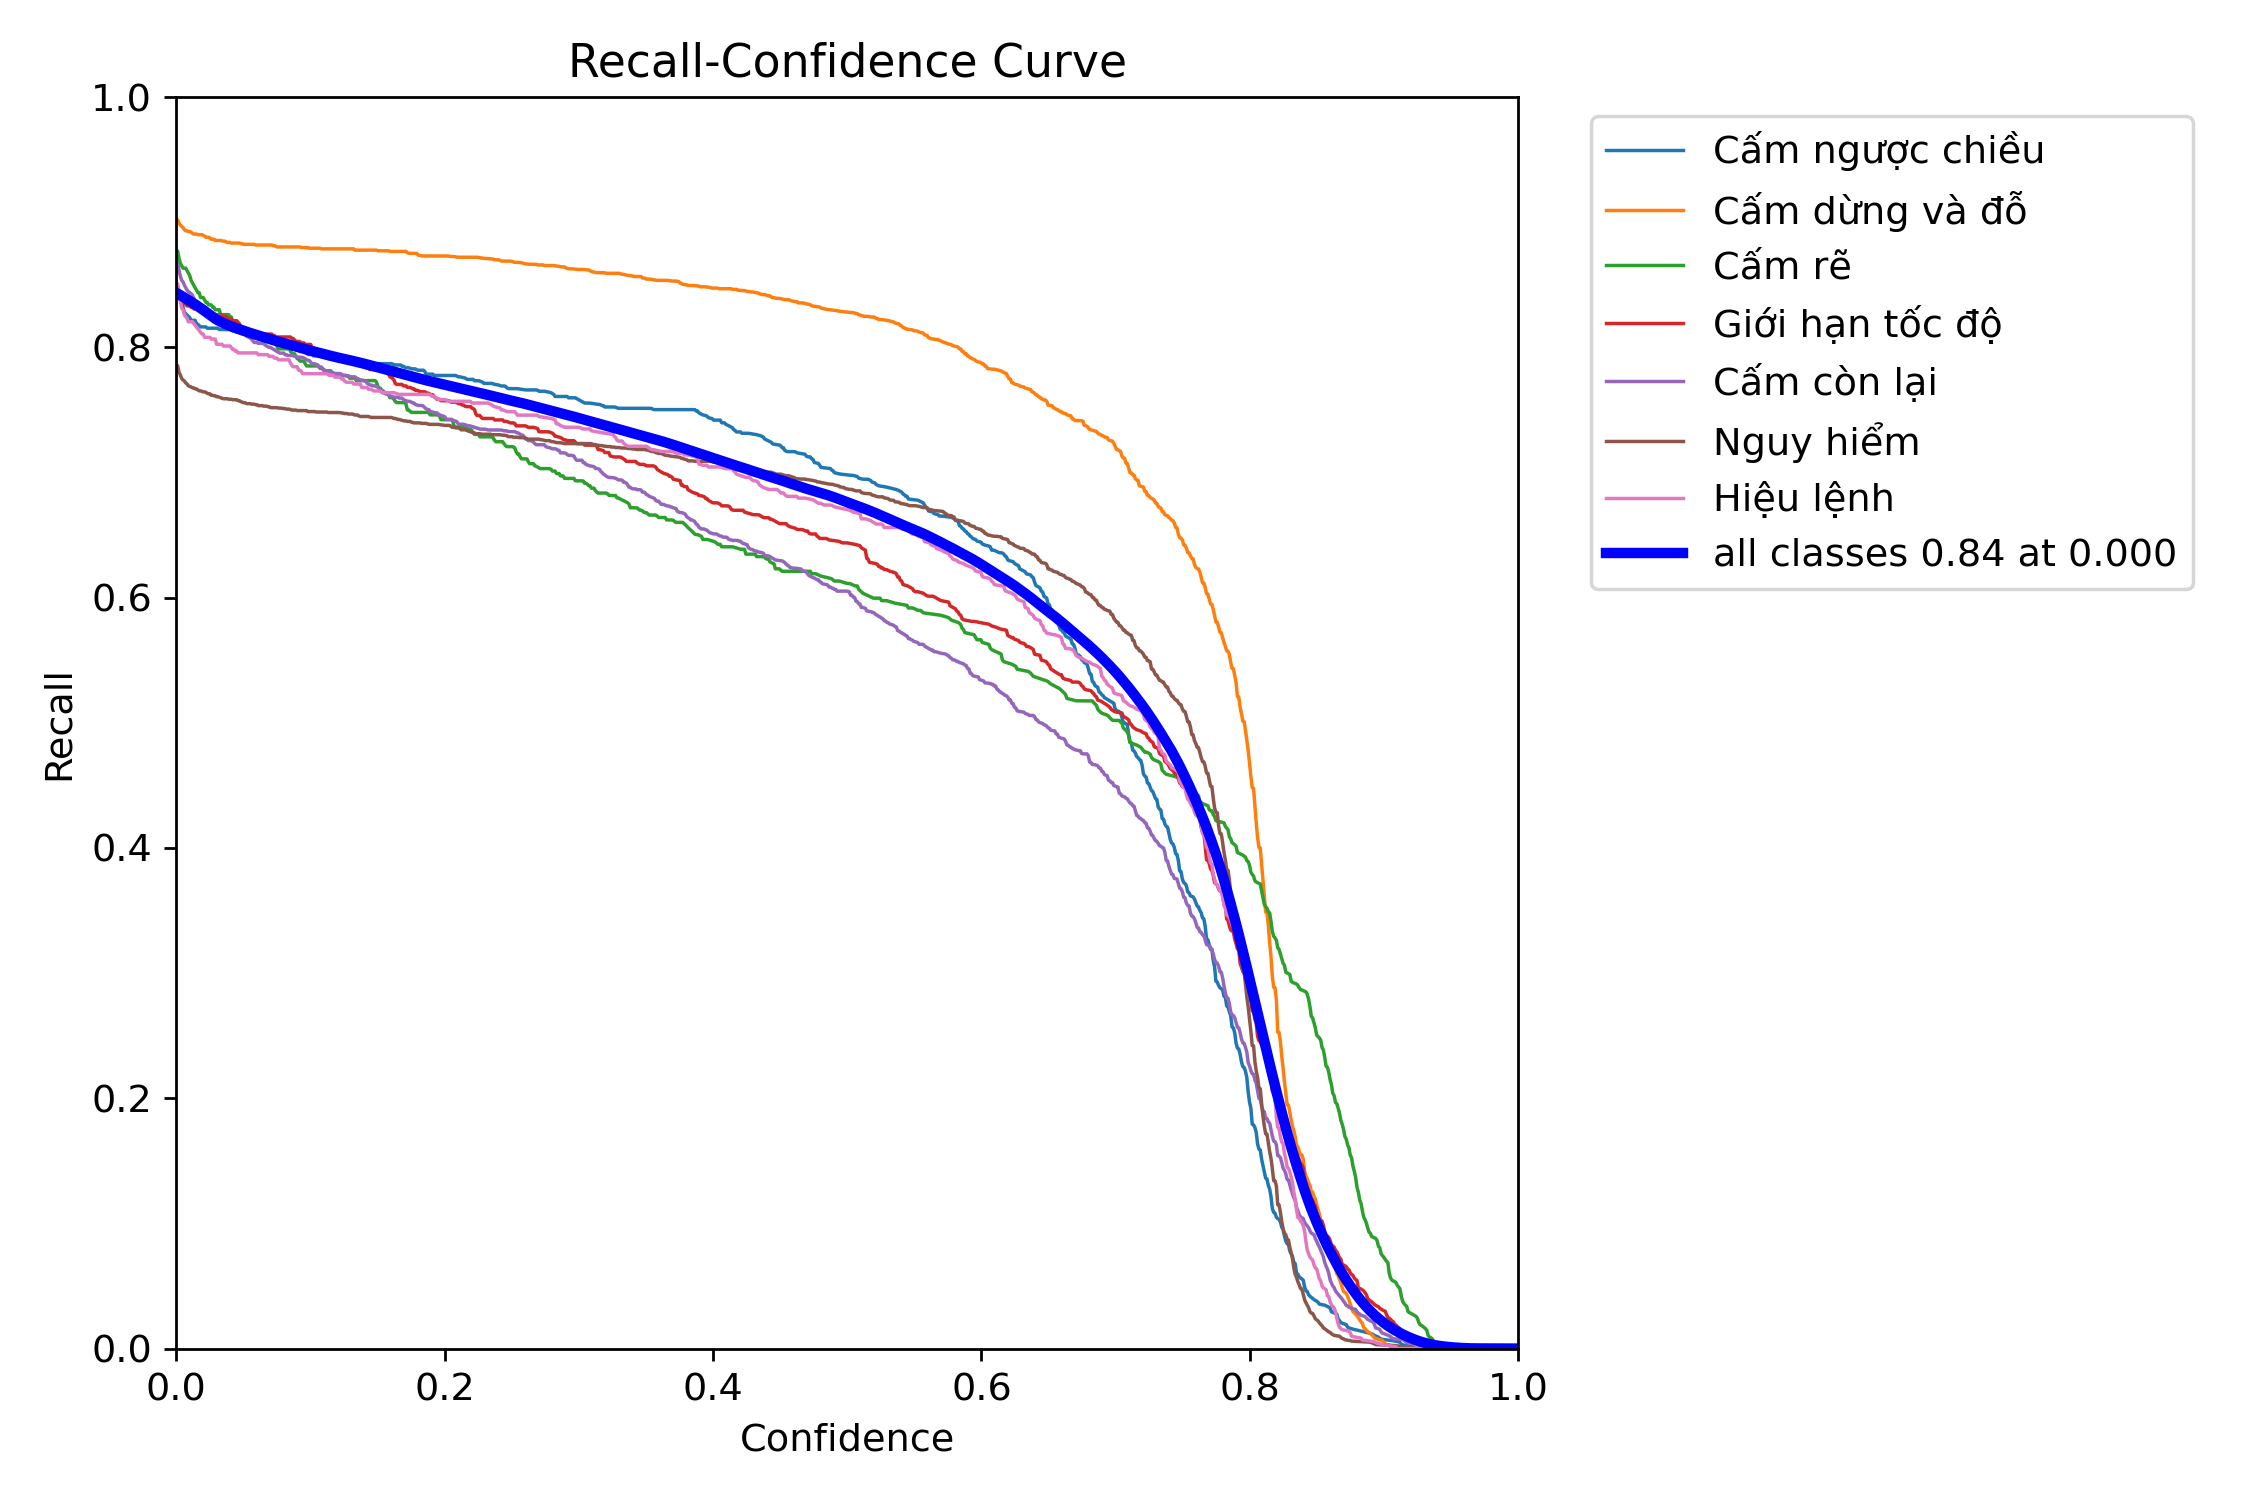 Recall-Confidence Curve
1.0
0.8
0.6
0.4
0.2
0.0
Recall
0.0 0.2 0.4 0.6 0.8 1.0
Confidence
Cấm ngược chiều
Cấm dừng và đỗ
Cấm rẽ
Giới hạn tốc độ
Cấm còn lại
Nguy hiểm
Hiệu lệnh
all classes 0.84 at 0.000